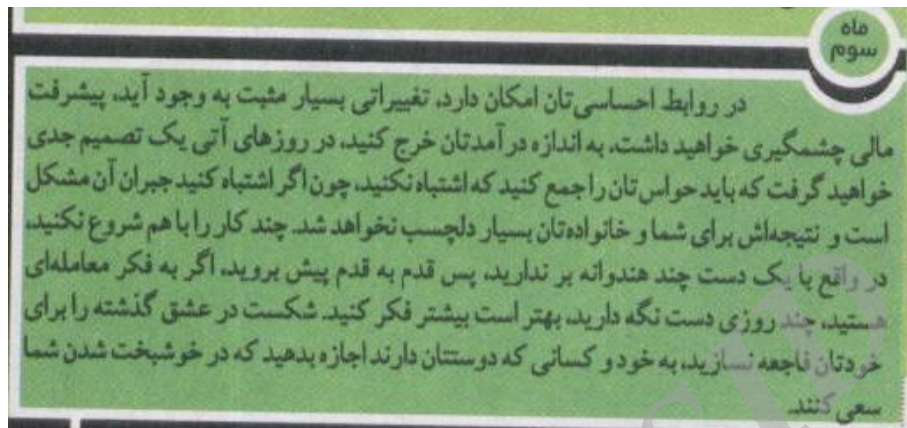 ماه
سوم
در روابط احساسی‌تان امکان دارد، تغییراتی بسیار مثبت به وجود آید، پیشرفت
مالی چشمگیری خواهید داشت، به اندازه درآمدتان خرج کنید، در روزهای آتی یک تصمیم جدی
خواهید گرفت که باید حواس‌تان را جمع کنید که اشتباه نکنید، چون اگر اشتباه کنید جبران آن مشکل
است و نتیجه‌اش برای شما و خانواده‌تان بسیار دلچسب نخواهد شد. چند کار را با هم شروع نکنید،
در واقع با یک دست چند هندوانه بر ندارید، پس قدم به قدم پیش بروید، اگر به فکر معامله‌ای
هستید، چند روزی دست نگه دارید، بهتر است بیشتر فکر کنید. شکست در عشق گذشته را برای
خودتان فاجعه نسازید، به خود و کسانی که دوستتان دارند اجازه بدهید که در خوشبخت شدن شما
سعی کنند.